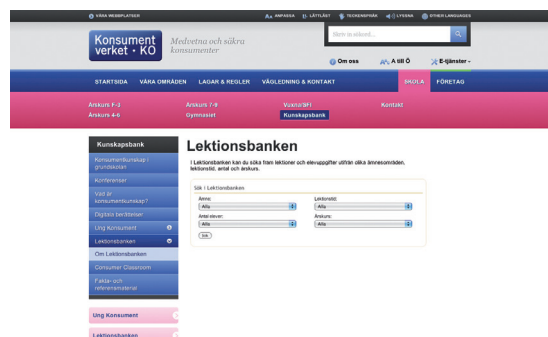 VÅRA WEBBPLATSER
ANPASSA
LÄTTLÄST
TECKENSPRÅK
LYSSNA
OTHER LANGUAGES
Konsument
verket • KO
Medvetna och säkra
konsumenter
Skriv in sökord...
Om oss
A till Ö
E-tjänster
STARTSIDA
VÅRA OMRÅDEN
LAGAR & REGLER
VÄGLEDNING & KONTAKT
SKOLA
FÖRETAG
Årskurs F-3
Årskurs 7-9
Vuxna/SFI
Kontakt
Årskurs 4-6
Gymnasiet
Kunskapsbank
Kunskapsbank
Konsumentkunskap i
grundskolan
Konferenser
Vad är
konsumentkunskap?
Digitala berättelser
Ung Konsument
Lektionsbanken
Om Lektionsbanken
Consumer Classroom
Fakta- och
referensmaterial
Ung Konsument
Lektionsbanken
Lektionsbanken
I Lektionsbanken kan du söka fram lektioner och elevuppgifter utifrån olika ämnesområden,
lektionstid, antal och årskurs.
Sök i Lektionsbanken
Ämne:
Alla
Lektionstid:
Alla
Antal elever:
Alla
Årskurs:
Alla
Sök